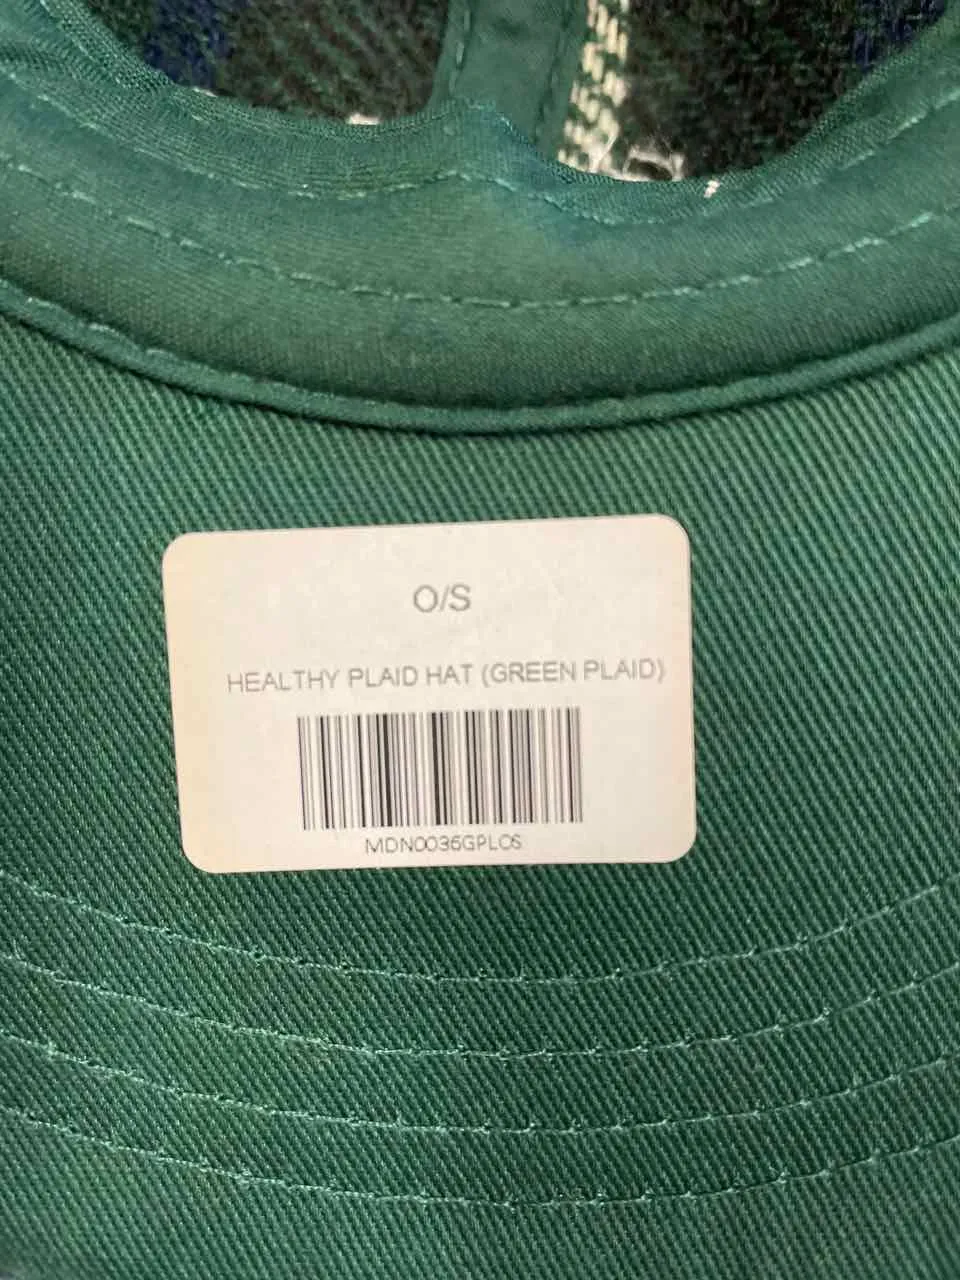 O/S
HEALTHY PLAID HAT (GREEN PLAID)
MDN0036GPLOS